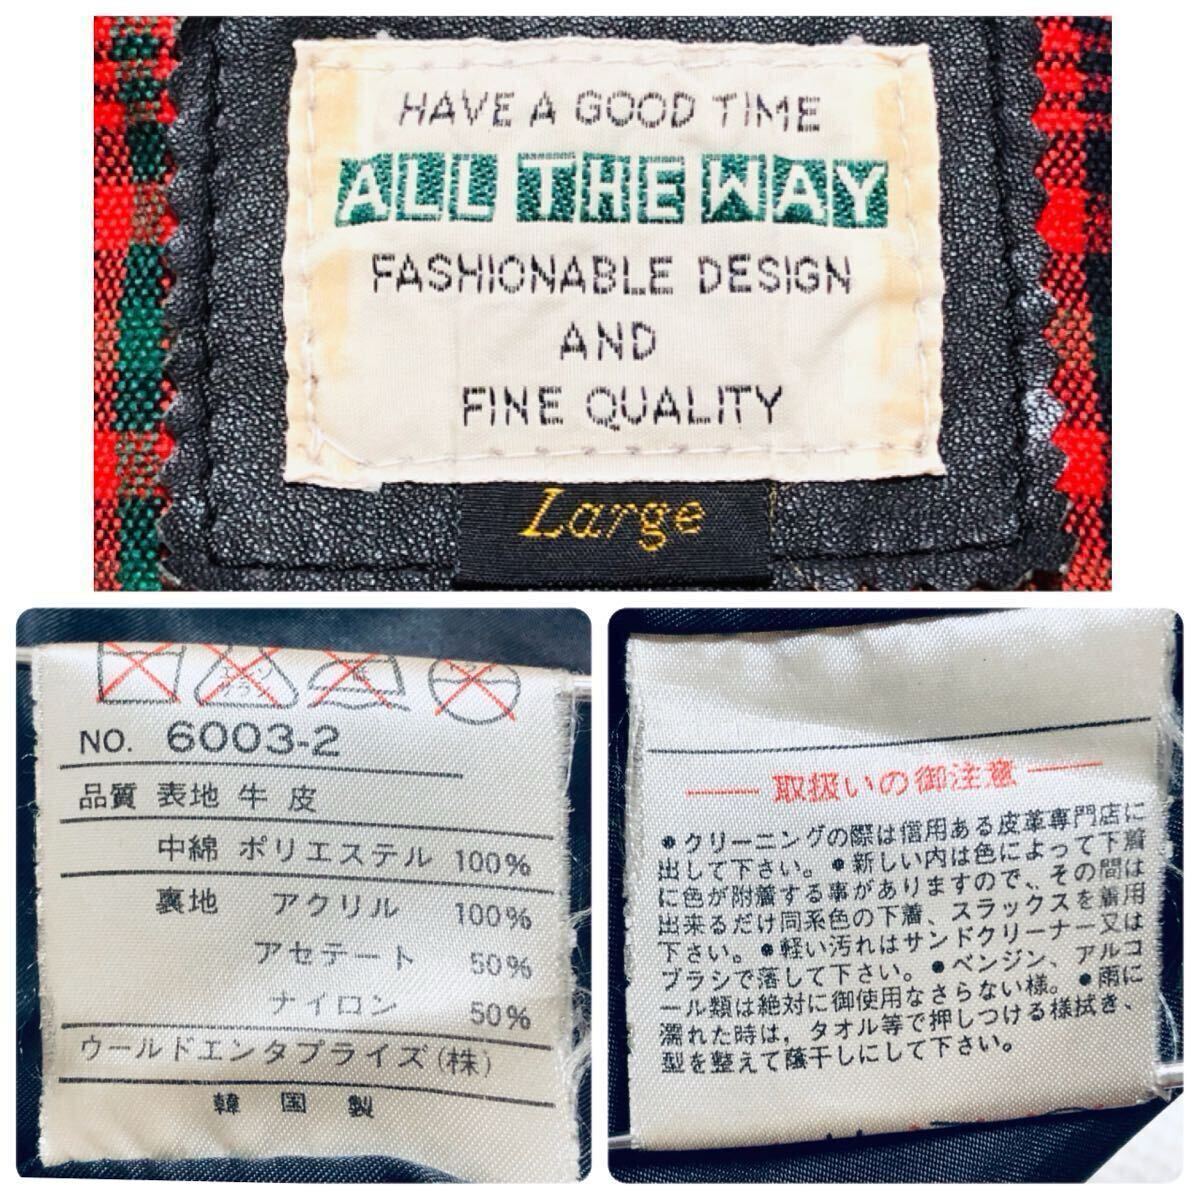 HAVE A GOOD TIME
ALL THE WAY
FASHIONABLE DESIGN
AND
FINE QUALITY
Large
NO. 6003-2
品質 表地 牛皮
中綿 ポリエステル 100%
裏地 アクリル 100%
アセテート 50%
ナイロン 50%
ウールドエンタプライズ(株)
韓国製
取扱いの御注意
●クリーニングの際は信用ある皮革専門店に
出して下さい。●新しい内は色によって下着
に色が附着する事がありますので、その間は
出来るだけ同系色の下着、スラックスを着用
下さい。●軽い汚れはサンドクリーナー又は
ブラシで落して下さい。●ベンジン、アルコ
ール類は絶対に御使用なさらない様。●雨に
濡れた時は,タオル等で押しつける様拭き、
型を整えて蔭干しにして下さい。